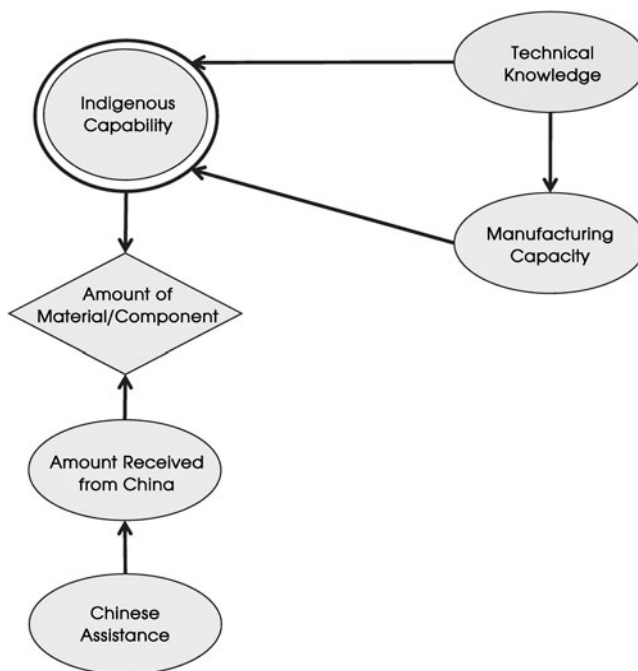 Technical
Knowledge
Indigenous
Capability
Manufacturing
Capacity
Amount of
Material/Component
Amount Received
from China
Chinese
Assistance